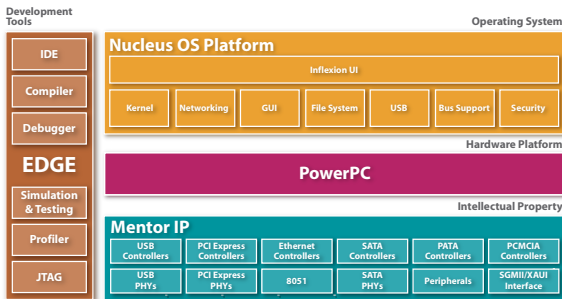 Development
Tools
IDE
Compiler
Debugger
EDGE
Simulation
& Testing
Profiler
JTAG
Operating System
Nucleus OS Platform
Inflexion UI
Kernel
Networking
GUI
File System
USB
Bus Support
Security
Hardware Platform
PowerPC
Intellectual Property
Mentor IP
USB
Controllers
PCI Express
Controllers
Ethernet
Controllers
SATA
Controllers
PATA
Controllers
PCMCIA
Controllers
USB
PHYs
PCI Express
PHYs
8051
SATA
PHYs
Peripherals
SGMII/XAUI
Interface